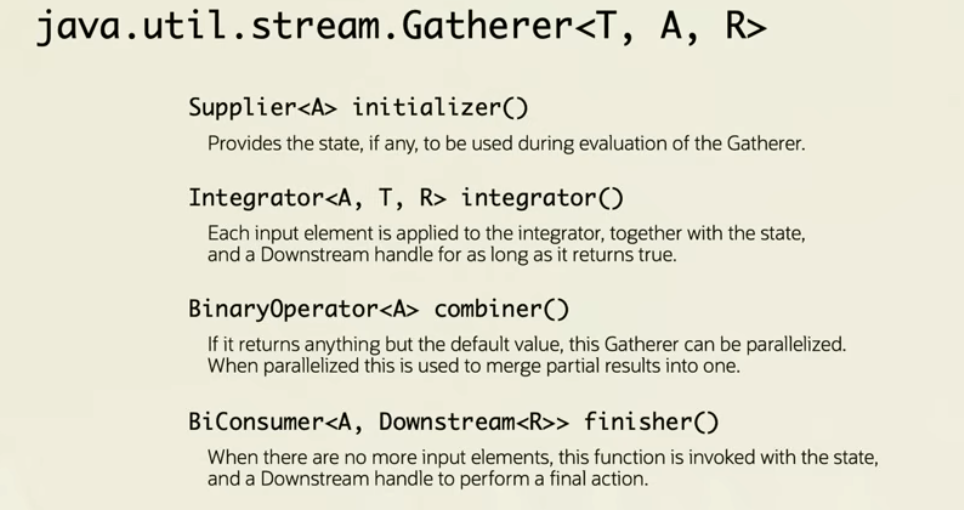 java.util.stream.Gatherer<T, A, R>
Supplier<A> initializer()
Provides the state, if any, to be used during evaluation of the Gatherer.
Integrator<A, T, R> integrator()
Each input element is applied to the integrator, together with the state,
and a Downstream handle for as long as it returns true.
BinaryOperator<A> combiner()
If it returns anything but the default value, this Gatherer can be parallelized.
When parallelized this is used to merge partial results into one.
BiConsumer<A, Downstream<R>> finisher()
When there are no more input elements, this function is invoked with the state,
and a Downstream handle to perform a final action.